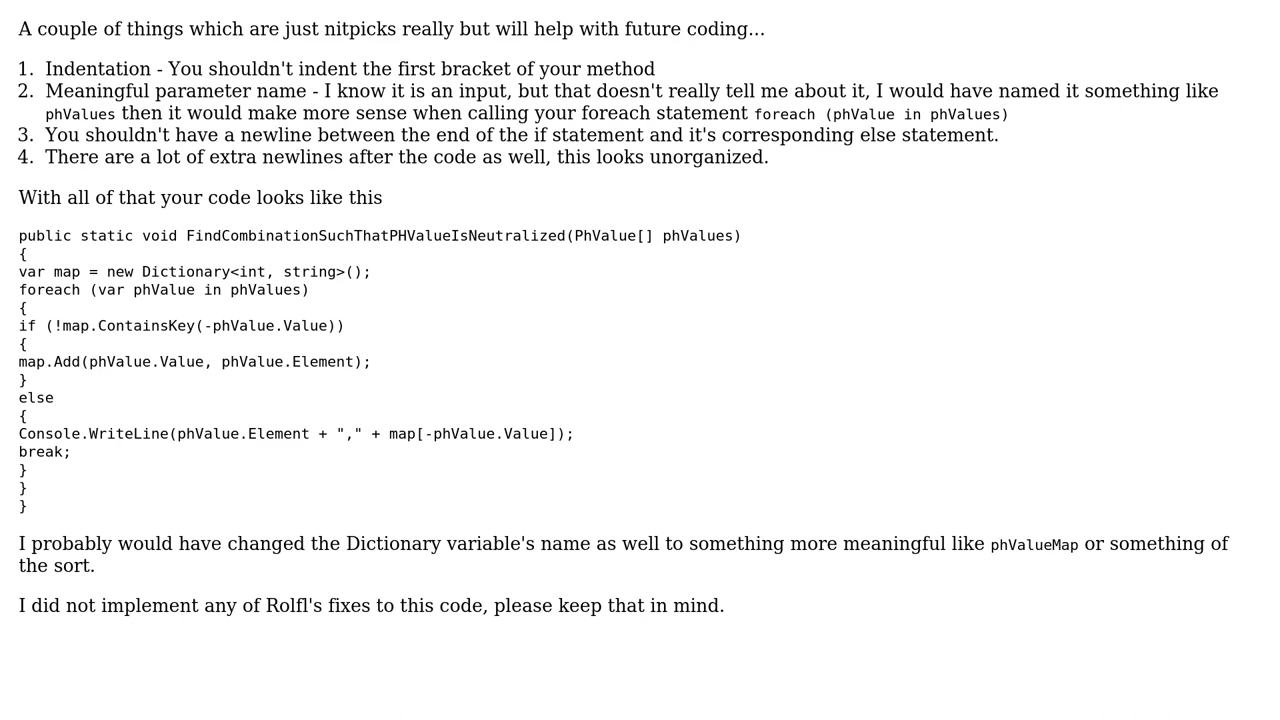 A couple of things which are just nitpicks really but will help with future coding...
1. Indentation - You shouldn't indent the first bracket of your method
2. Meaningful parameter name - I know it is an input, but that doesn't really tell me about it, I would have named it something like
phValues then it would make more sense when calling your foreach statement foreach (phValue in phValues)
3. You shouldn't have a newline between the end of the if statement and it's corresponding else statement.
4. There are a lot of extra newlines after the code as well, this looks unorganized.
With all of that your code looks like this
public static void FindCombinationSuchThatPHValueIsNeutralized(PhValue[] phValues)
{
var map = new Dictionary<int, string>();
foreach (var phValue in phValues)
{
if (!map.ContainsKey(-phValue.Value))
{
map.Add(phValue.Value, phValue.Element);
}
else
{
Console.WriteLine(phValue.Element + "," + map[-phValue.Value]);
break;
}
}
}
I probably would have changed the Dictionary variable's name as well to something more meaningful like phValueMap or something of
the sort.
I did not implement any of Rolfl's fixes to this code, please keep that in mind.